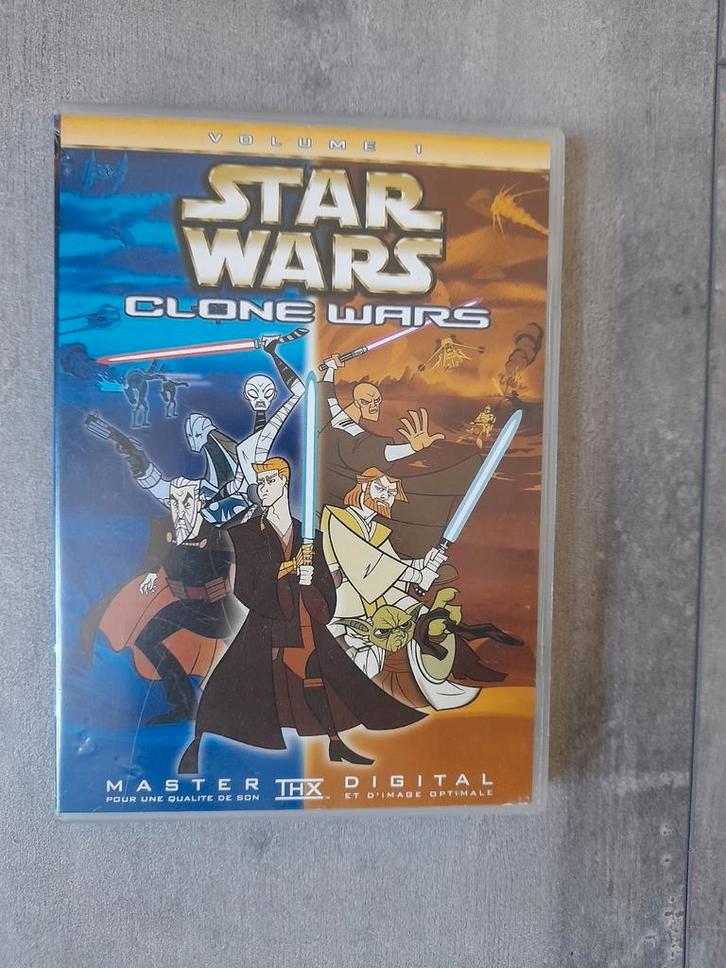 VOLUME 1
STAR
WARS
CLONE WARS
MASTER THX DIGITAL
POUR UNE QUALITE DE SON ET D'IMAGE OPTIMALE